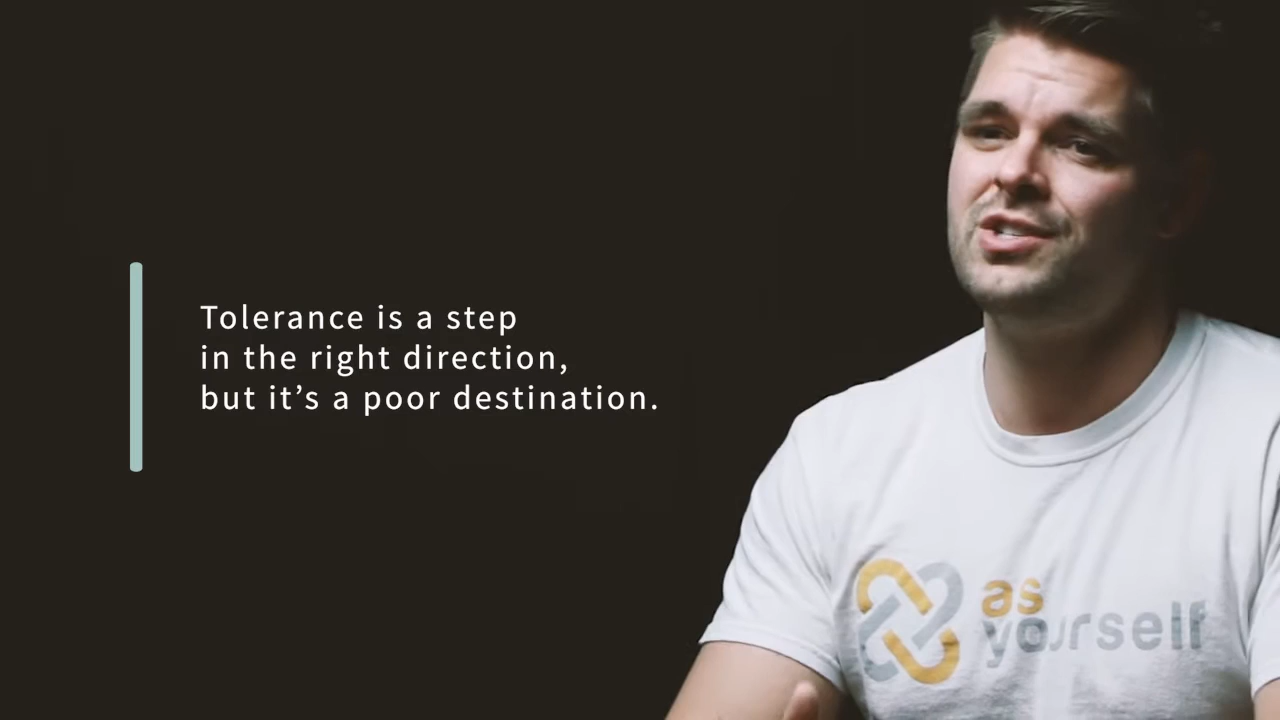 Tolerance is a step
in the right direction,
but it’s a poor destination.
as
yourself